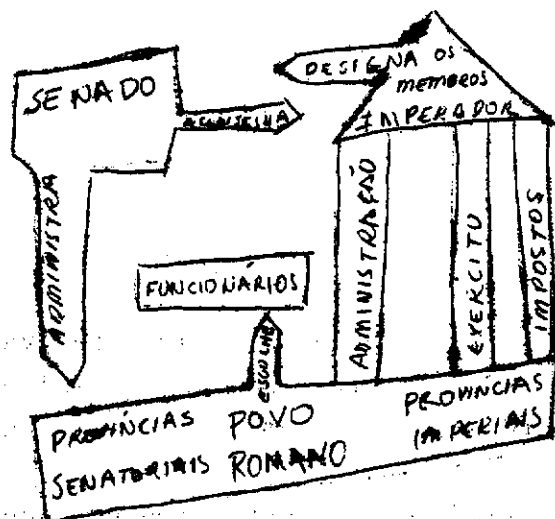 SENADO
ACONSELHA
DESIGNA OS
MEMBROS
IMPERADOR
ADMINISTRA
FUNCIONÁRIOS
ESCOLHE
ADMINISTRAÇÃO
EXERCITO
IMPOSTOS
PROVÍNCIAS
SENATORIAIS
POVO
ROMANO
PROVÍNCIAS
IMPERIAIS